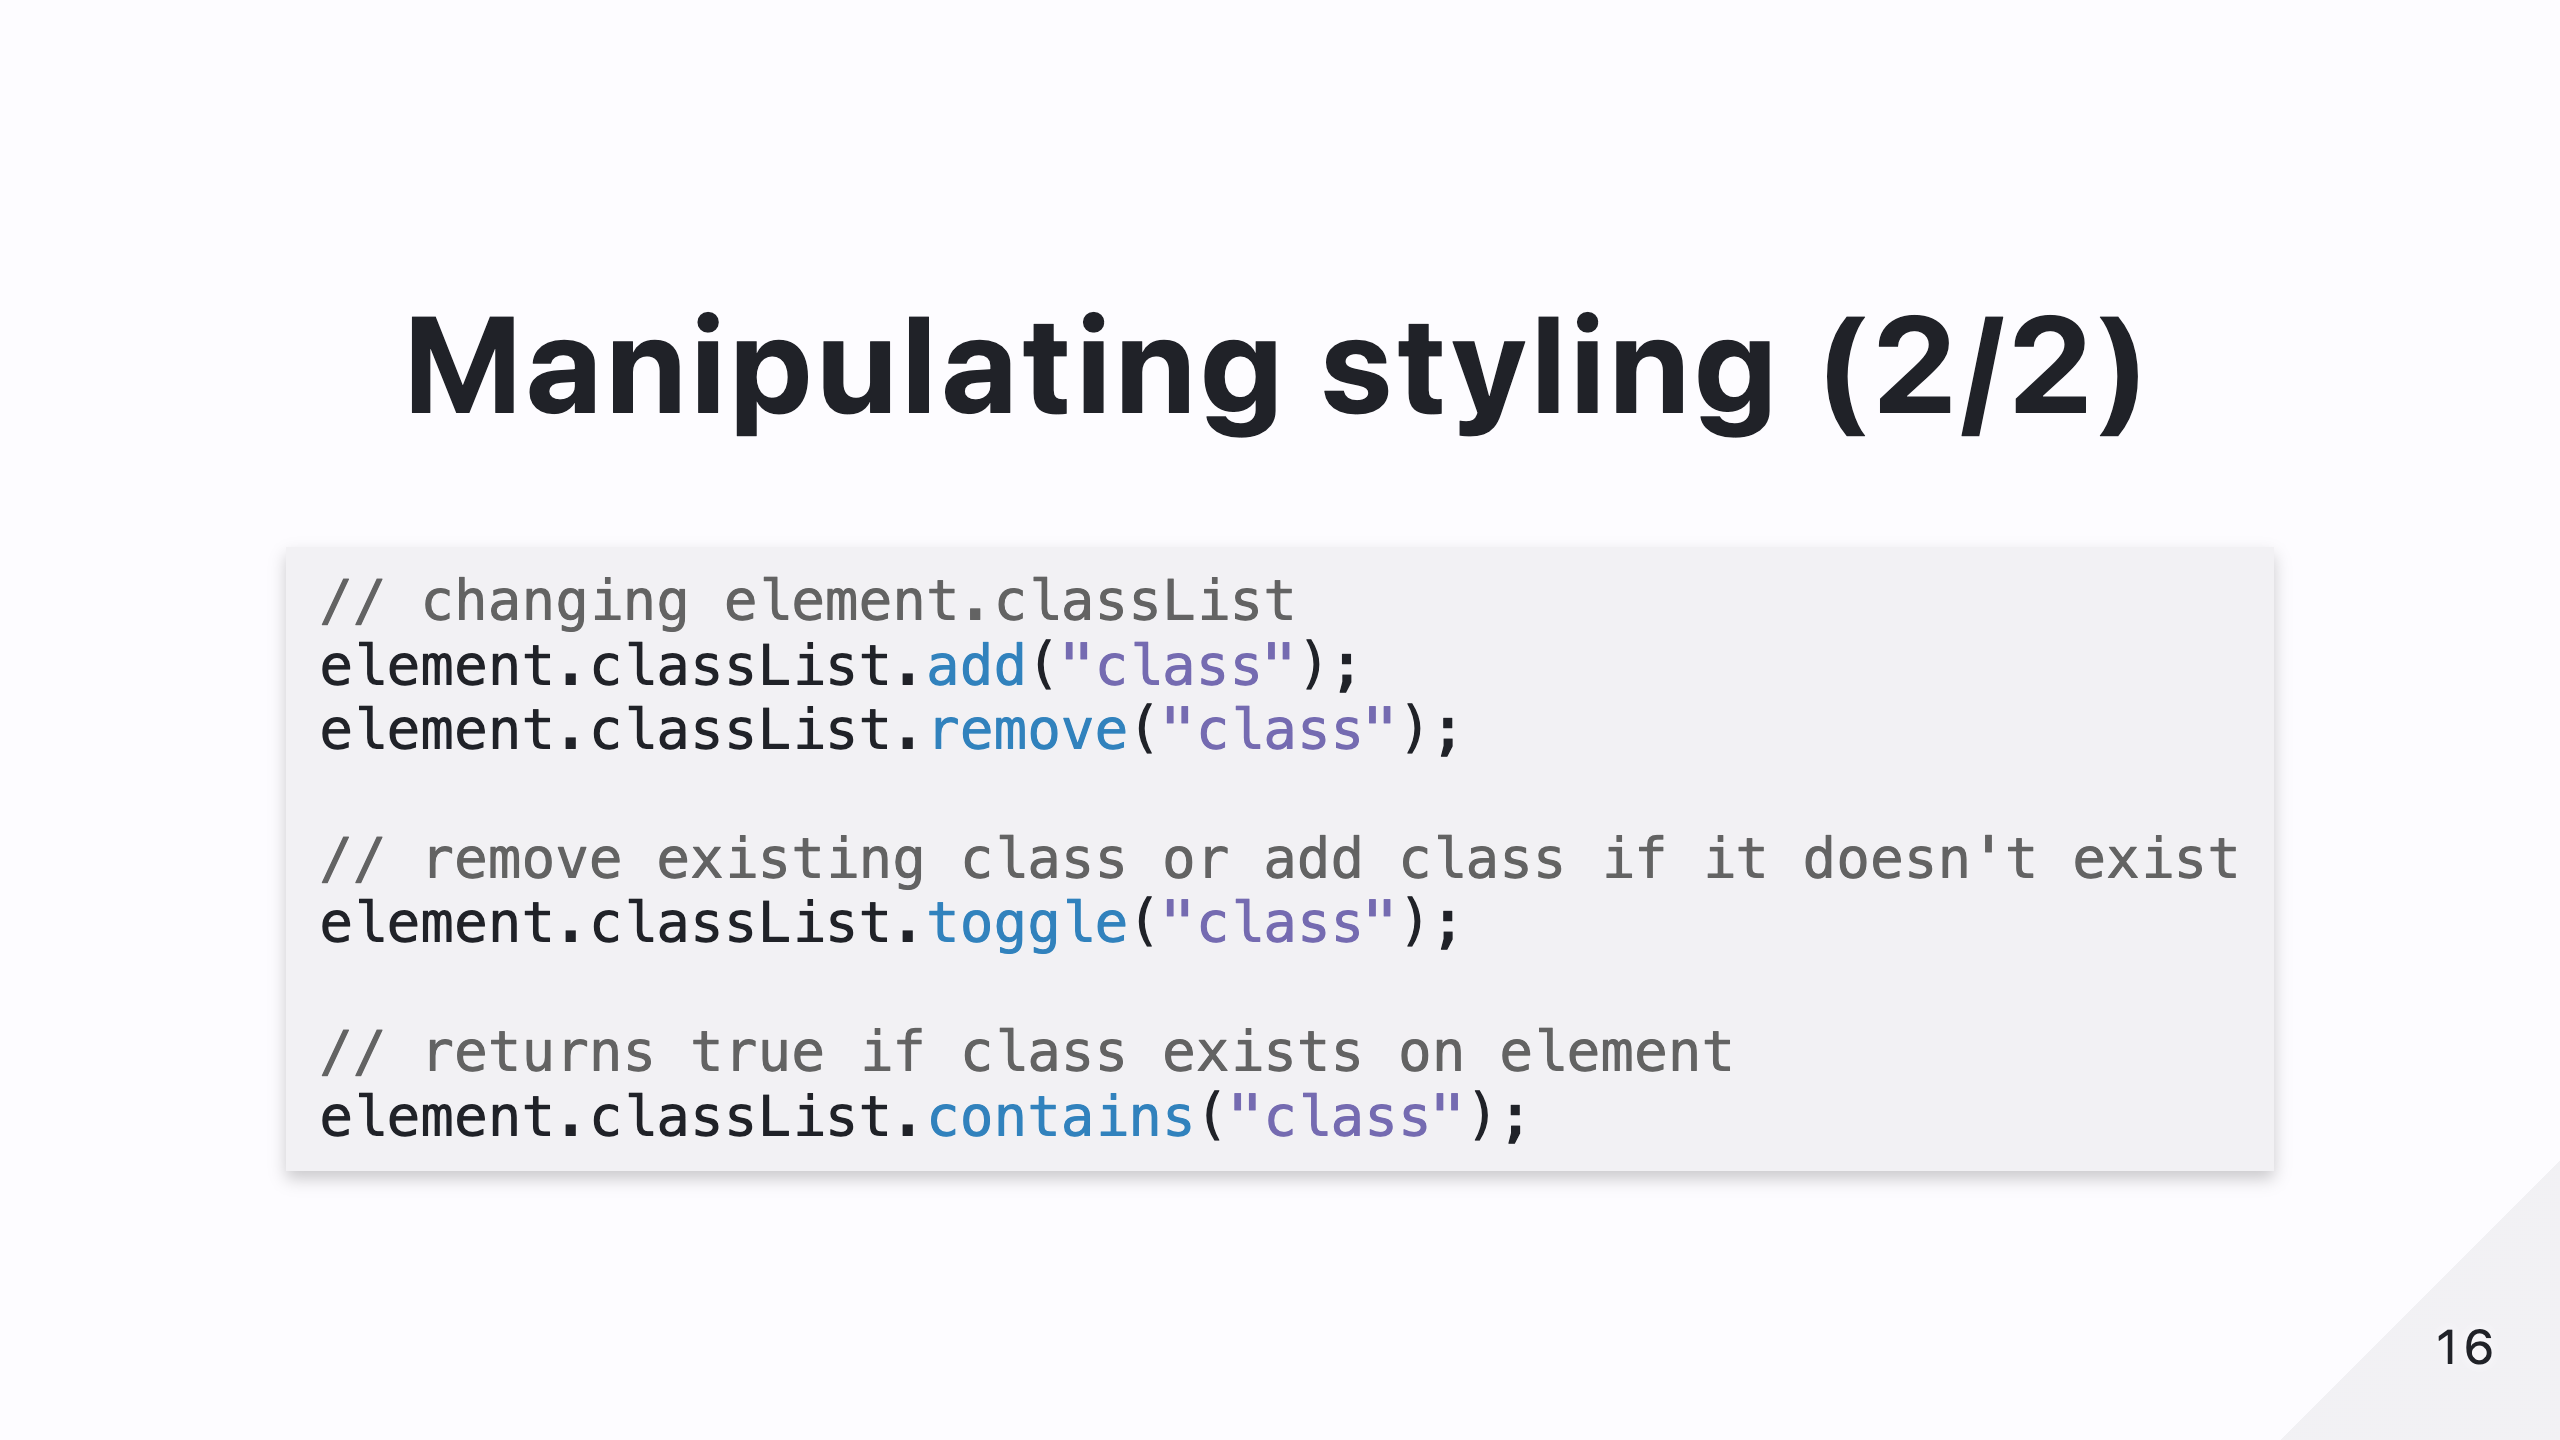 Manipulating styling (2/2)
// changing element.classList
element.classList.add("class");
element.classList.remove("class");
// remove existing class or add class if it doesn't exist
element.classList.toggle("class");
// returns true if class exists on element
element.classList.contains("class");
16